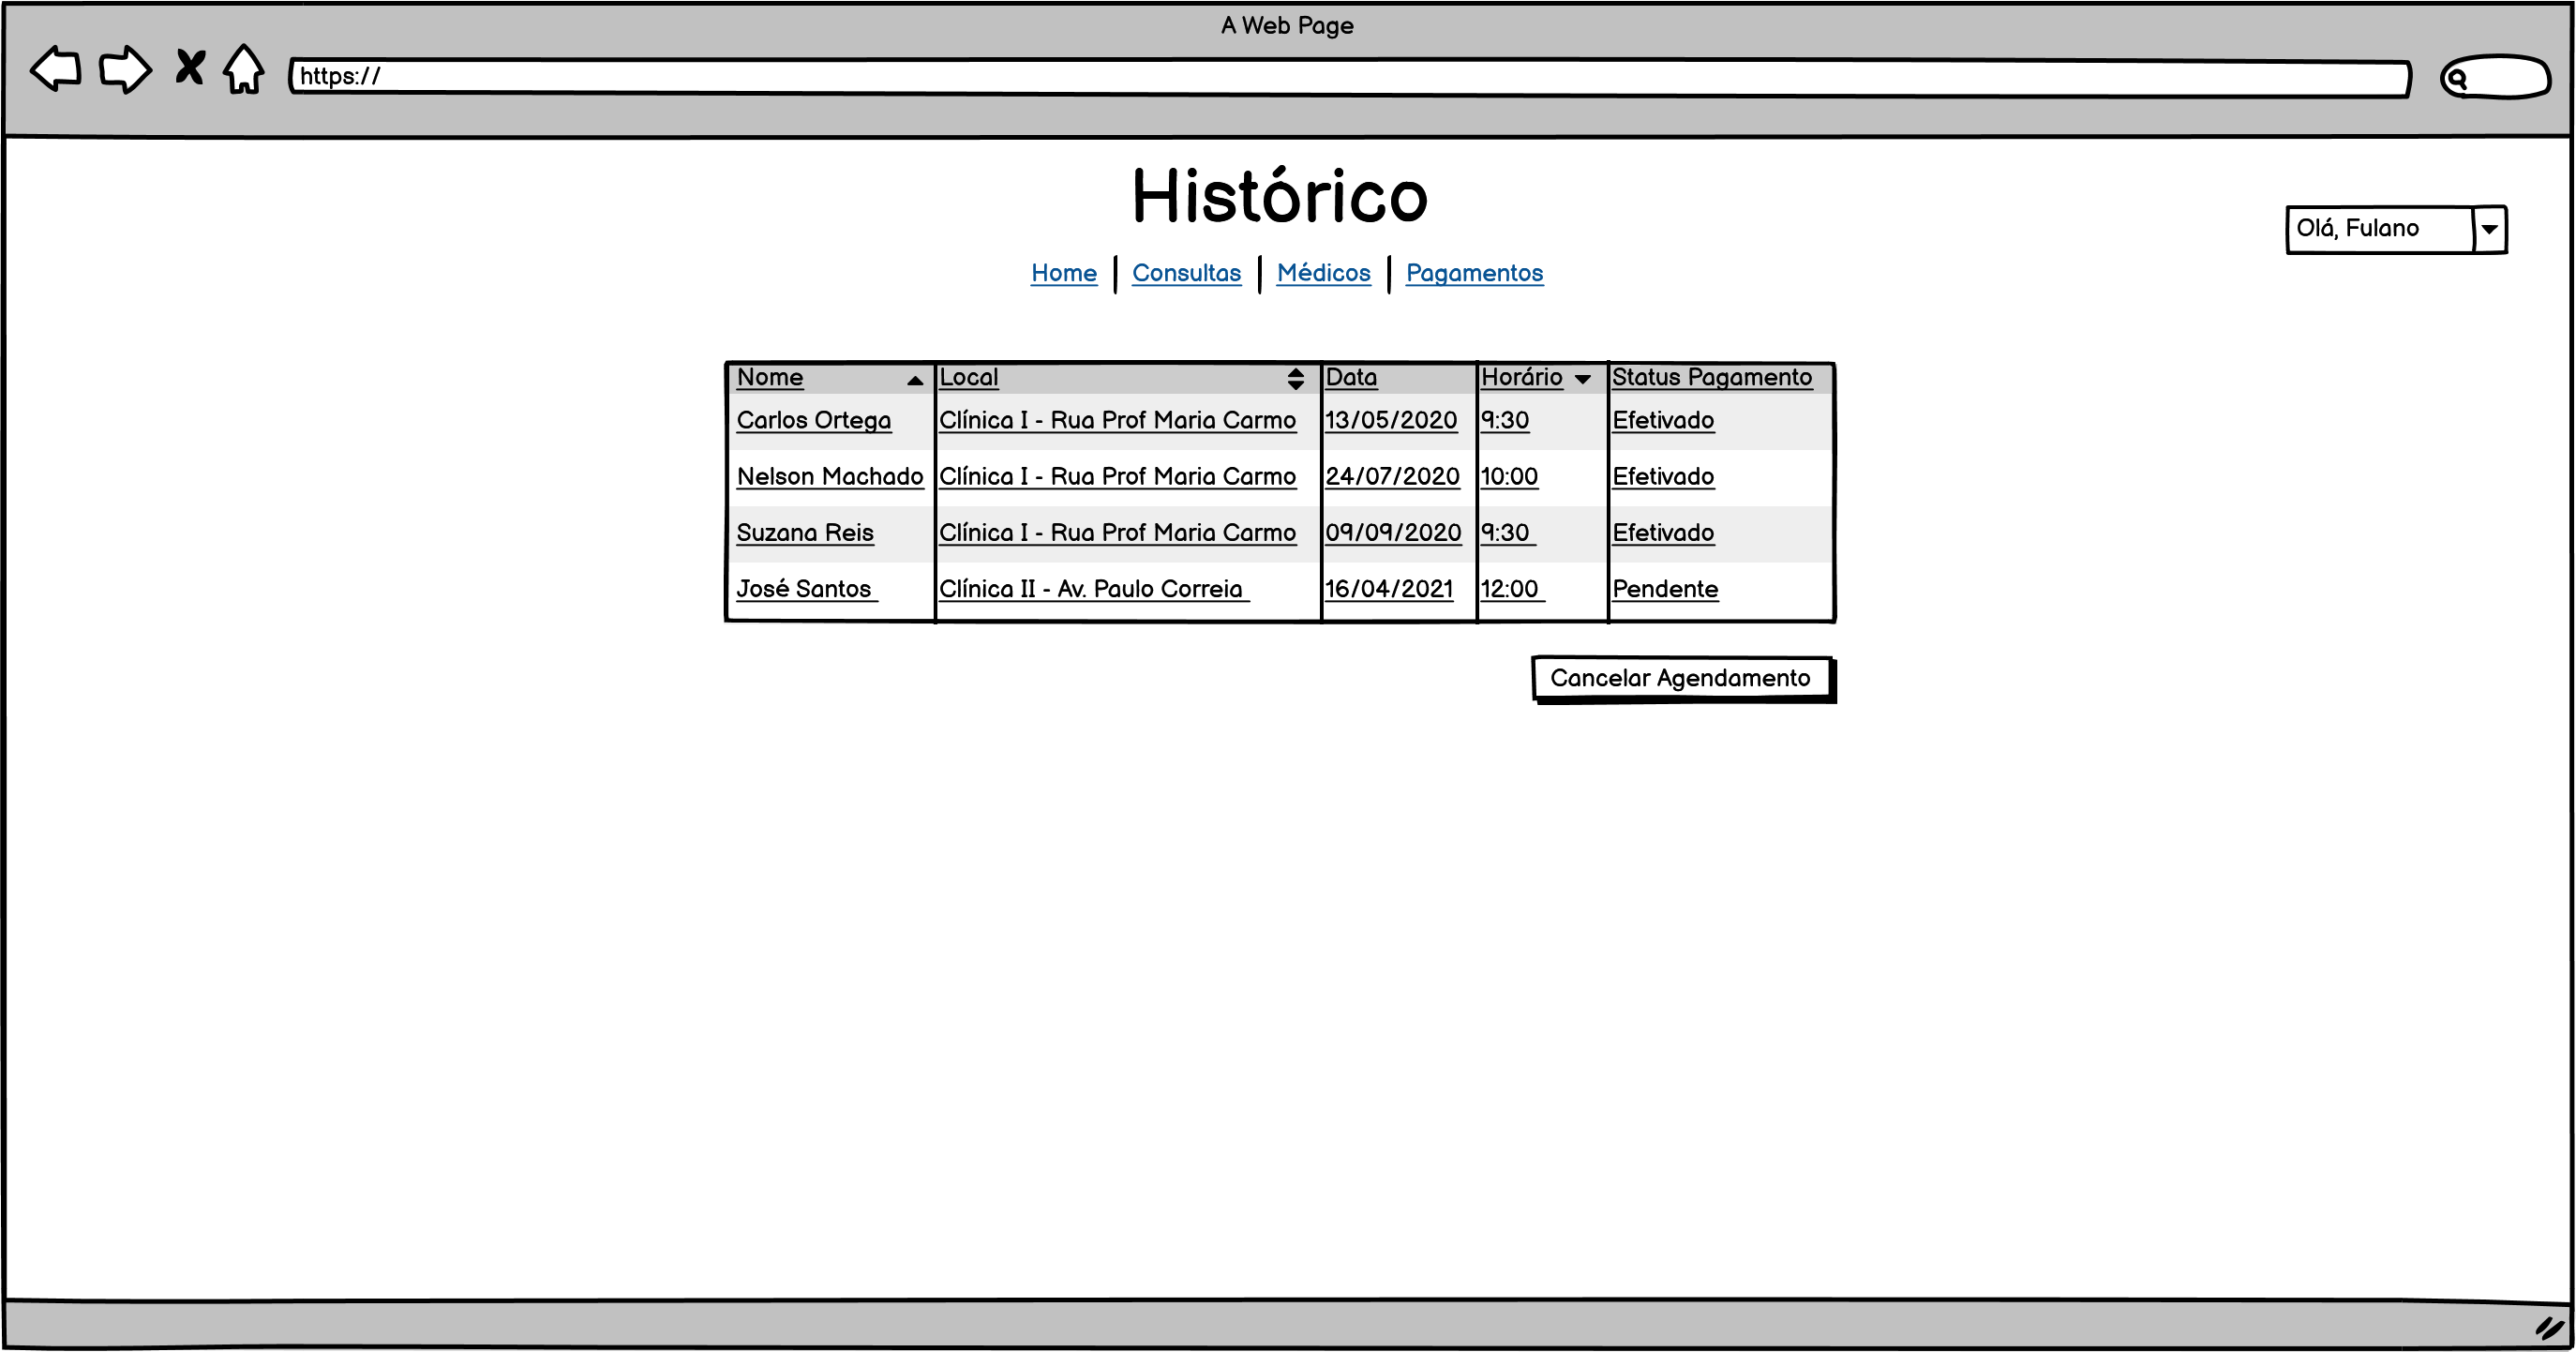 A Web Page
https://
Histórico
Olá, Fulano
Home Consultas Médicos Pagamentos
Nome Local Data Horário Status Pagamento
Carlos Ortega Clínica I - Rua Prof Maria Carmo 13/05/2020 9:30 Efetivado
Nelson Machado Clínica I - Rua Prof Maria Carmo 24/07/2020 10:00 Efetivado
Suzana Reis Clínica I - Rua Prof Maria Carmo 09/09/2020 9:30 Efetivado
José Santos Clínica II - Av. Paulo Correia 16/04/2021 12:00 Pendente
Cancelar Agendamento